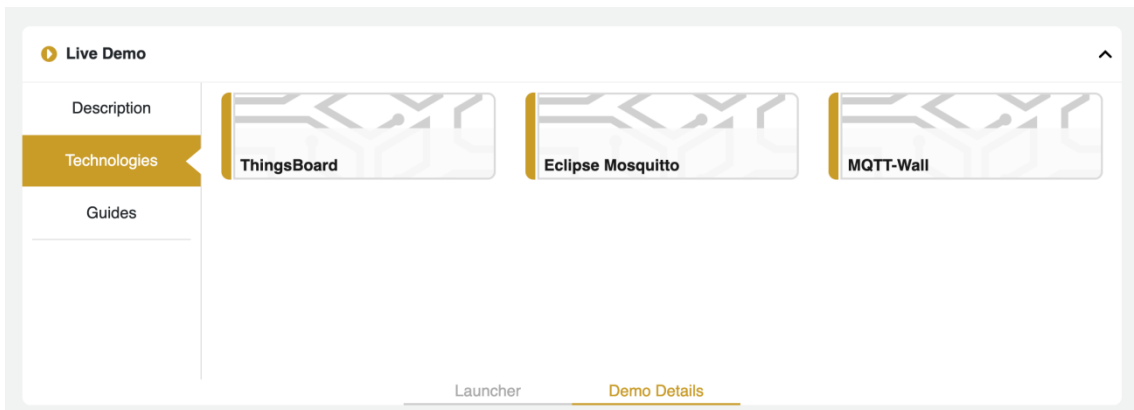 Live Demo
Description
Technologies
Guides
ThingsBoard
Eclipse Mosquitto
MQTT-Wall
Launcher
Demo Details